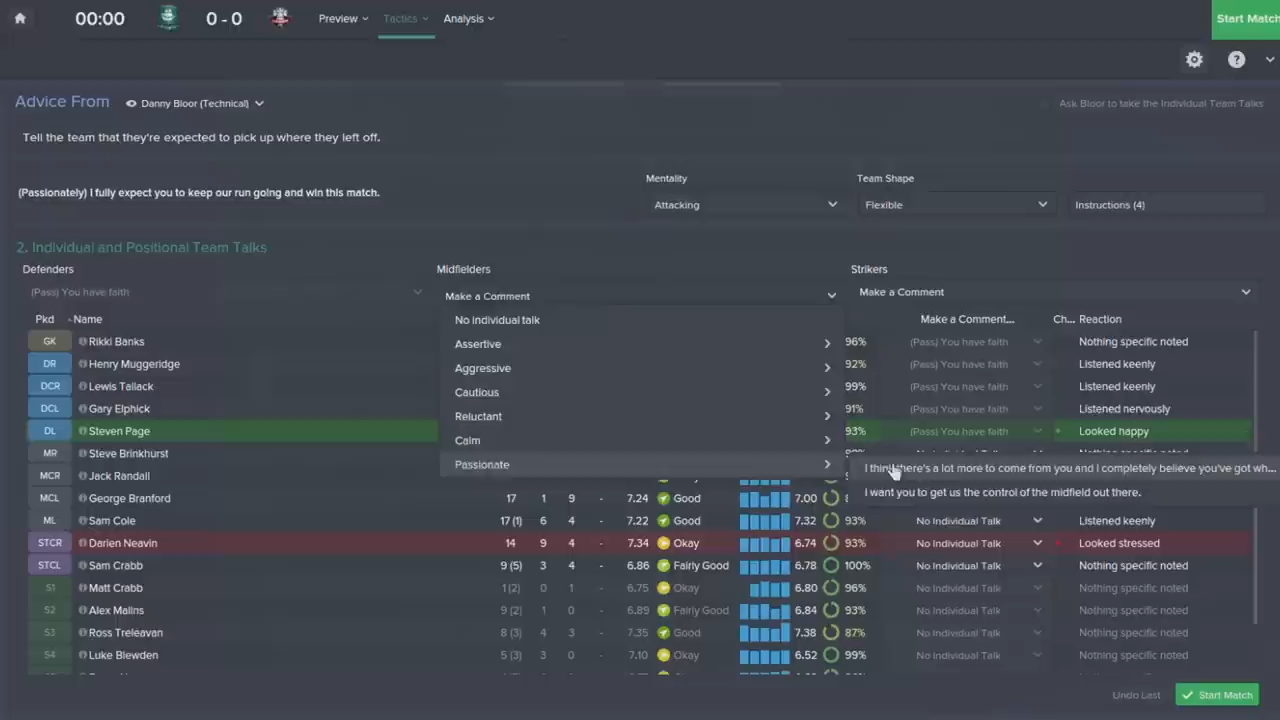 00:00 0 - 0 Preview Tactics Analysis Start Match
Advice From Danny Bloor (Technical) Ask Bloor to take the Individual Team Talks
Tell the team that they're expected to pick up where they left off.
Mentality Team Shape
(Passionately) I fully expect you to keep our run going and win this match.
Attacking Flexible Instructions (4)
2. Individual and Positional Team Talks
Defenders Midfielders Strikers
(Pass) You have faith Make a Comment Make a Comment
Pkd Name No individual talk Make a Comment... Ch... Reaction
GK Rikki Banks Assertive 96% (Pass) You have faith Nothing specific noted
DR Henry Muggeridge Aggressive 92% (Pass) You have faith Listened keenly
DCR Lewis Tallack Cautious 99% (Pass) You have faith Listened keenly
DCL Gary Elphick Reluctant 91% (Pass) You have faith Listened nervously
DL Steven Page Calm 93% (Pass) You have faith Looked happy
MR Steve Brinkhurst
MCR Jack Randall Passionate I think there's a lot more to come from you and I completely believe you've got wh...
I want you to get us the control of the midfield out there.
MCL George Branford 17 1 9 - 7.24 Good 7.00
ML Sam Cole 17 (1) 6 4 - 7.22 Good 7.32 93% No Individual Talk Listened keenly
STCR Darien Neavin 14 9 4 - 7.34 Okay 6.74 93% No Individual Talk Looked stressed
STCL Sam Crabb 9 (5) 3 4 - 6.86 Fairly Good 6.78 100% No Individual Talk Nothing specific noted
S1 Matt Crabb 1 (2) 0 1 - 6.75 Okay 6.80 96% No Individual Talk Nothing specific noted
S2 Alex Malins 9 (2) 1 0 - 6.89 Fairly Good 6.84 93% No Individual Talk Nothing specific noted
S3 Ross Treleavan 8 (3) 4 3 - 7.35 Good 7.38 87% No Individual Talk Nothing specific noted
S4 Luke Blewden 5 (3) 3 0 - 7.10 Okay 6.52 99% No Individual Talk Nothing specific noted
Undo Last Start Match